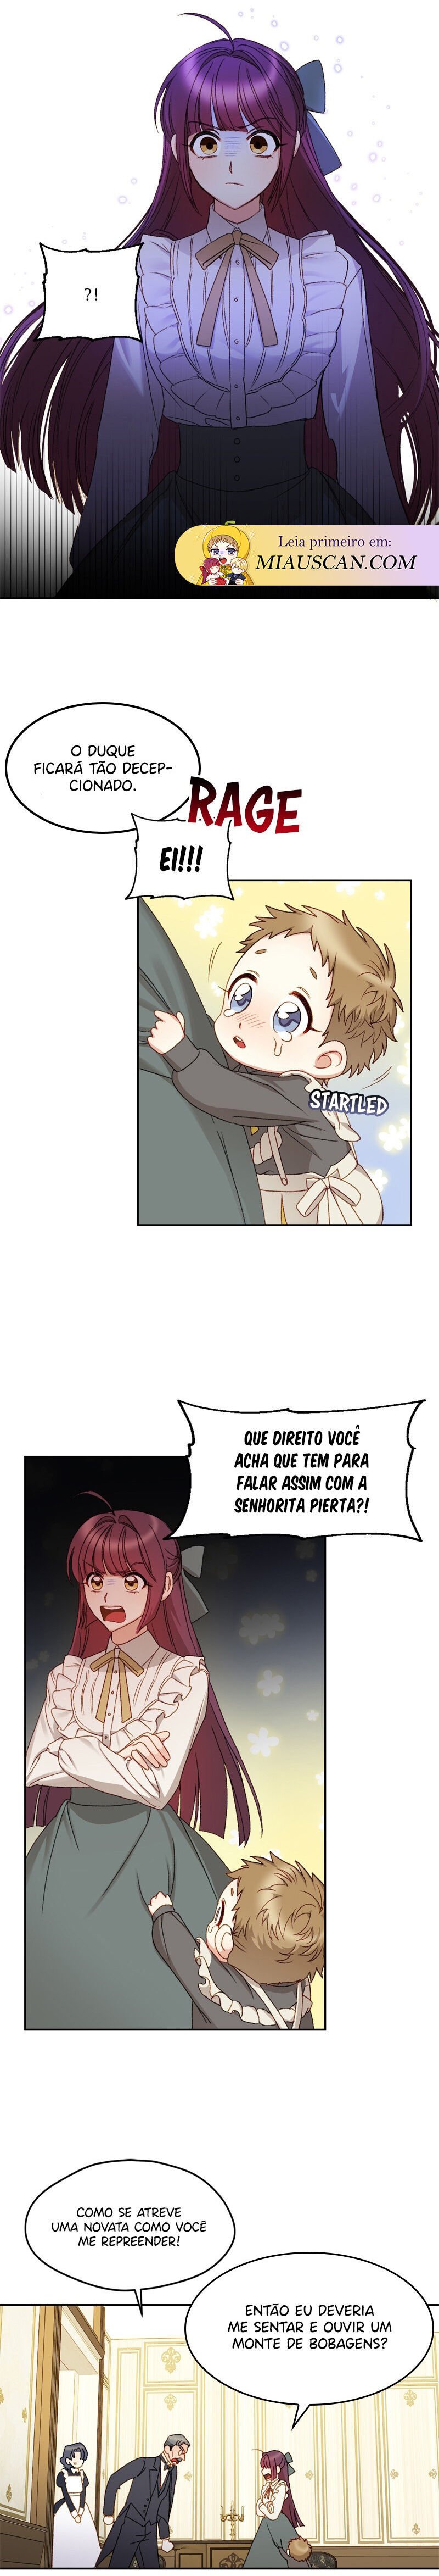 ?!
Leia primeiro em:
MIAUSCAN.COM
O DUQUE
FICARÁ TÃO DECEP-
CIONADO.
RAGE
EI!!!
STARTLED
QUE DIREITO VOCÊ
ACHA QUE TEM PARA
FALAR ASSIM COM A
SENHORITA PIERTA?!
COMO SE ATREVE
UMA NOVATA COMO VOCÊ
ME REPREENDER!
ENTÃO EU DEVERIA
ME SENTAR E OUVIR UM
MONTE DE BOBAGENS?